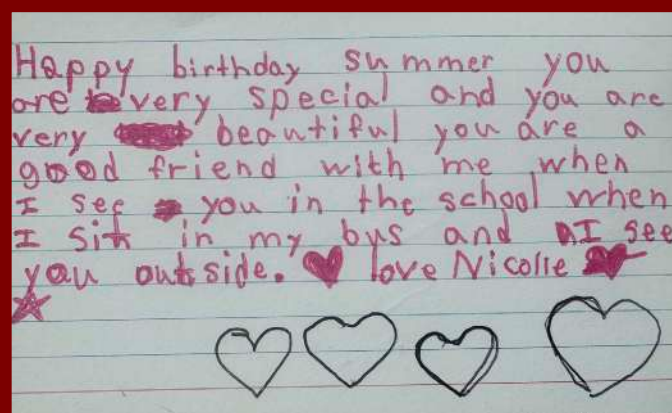 Happy birthday summer you
are very special and you are
very beautiful you are a
good friend with me when
I see you in the school when
I sit in my bus and I see
you outside. love Nicolle